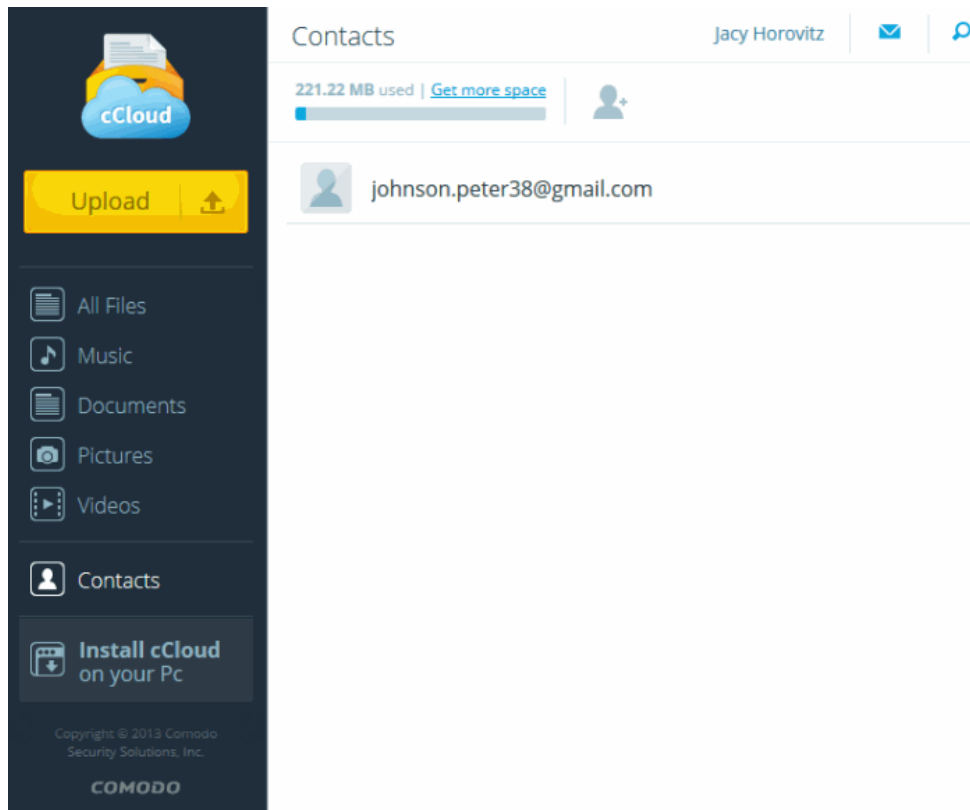 cCloud
Upload
All Files
Music
Documents
Pictures
Videos
Contacts
Install cCloud
on your Pc
Copyright © 2013 Comodo
Security Solutions, Inc.
COMODO
Contacts
Jacy Horovitz
221.22 MB used | Get more space
johnson.peter38@gmail.com